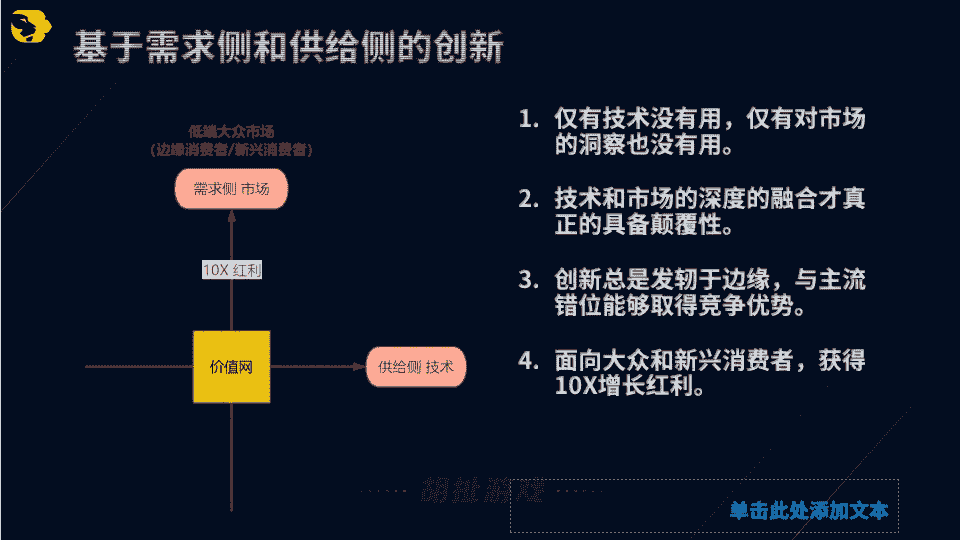 基于需求侧和供给侧的创新
低端大众市场
(边缘消费者/新兴消费者)
需求侧 市场
10X 红利
价值网
供给侧 技术
1. 仅有技术没有用，仅有对市场
的洞察也没有用。
2. 技术和市场的深度的融合才真
正的具备颠覆性。
3. 创新总是发轫于边缘，与主流
错位能够取得竞争优势。
4. 面向大众和新兴消费者，获得
10X增长红利。
胡扯游戏
单击此处添加文本